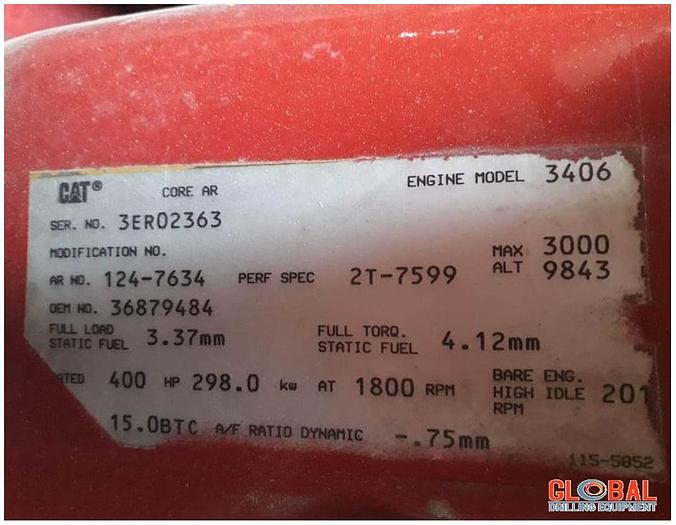 CAT® CORE AR ENGINE MODEL 3406
SER. NO. 3ER02363
MODIFICATION NO. MAX 3000
AR NO. 124-7634 PERF SPEC 2T-7599 ALT 9843
OEM NO. 36879484
FULL LOAD
STATIC FUEL 3.37mm
FULL TORQ.
STATIC FUEL 4.12mm
ATED 400 HP 298.0 kw AT 1800 RPM
BARE ENG.
HIGH IDLE 201
RPM
15.0BTC A/F RATIO DYNAMIC -.75mm
115-5852
GLOBAL
DRILLING EQUIPMENT